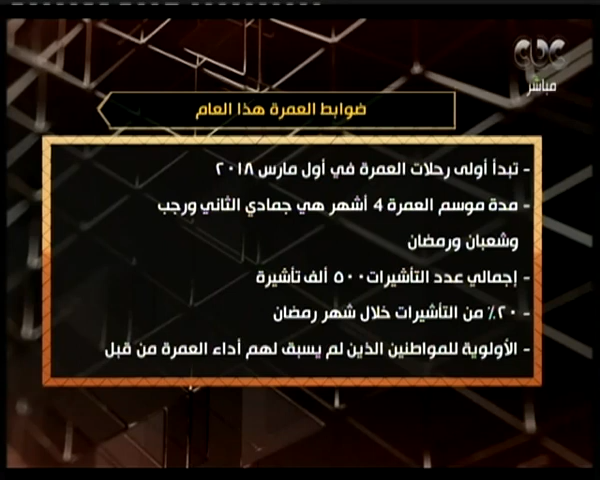 cbc
مباشر
ضوابط العمرة هذا العام
- تبدأ أولى رحلات العمرة في أول مارس ٢٠١٨
- مدة موسم العمرة 4 أشهر هي جمادي الثاني ورجب
وشعبان ورمضان
- إجمالي عدد التأشيرات ٥٠٠ ألف تأشيرة
- ٢٠٪ من التأشيرات خلال شهر رمضان
- الأولوية للمواطنين الذين لم يسبق لهم أداء العمرة من قبل